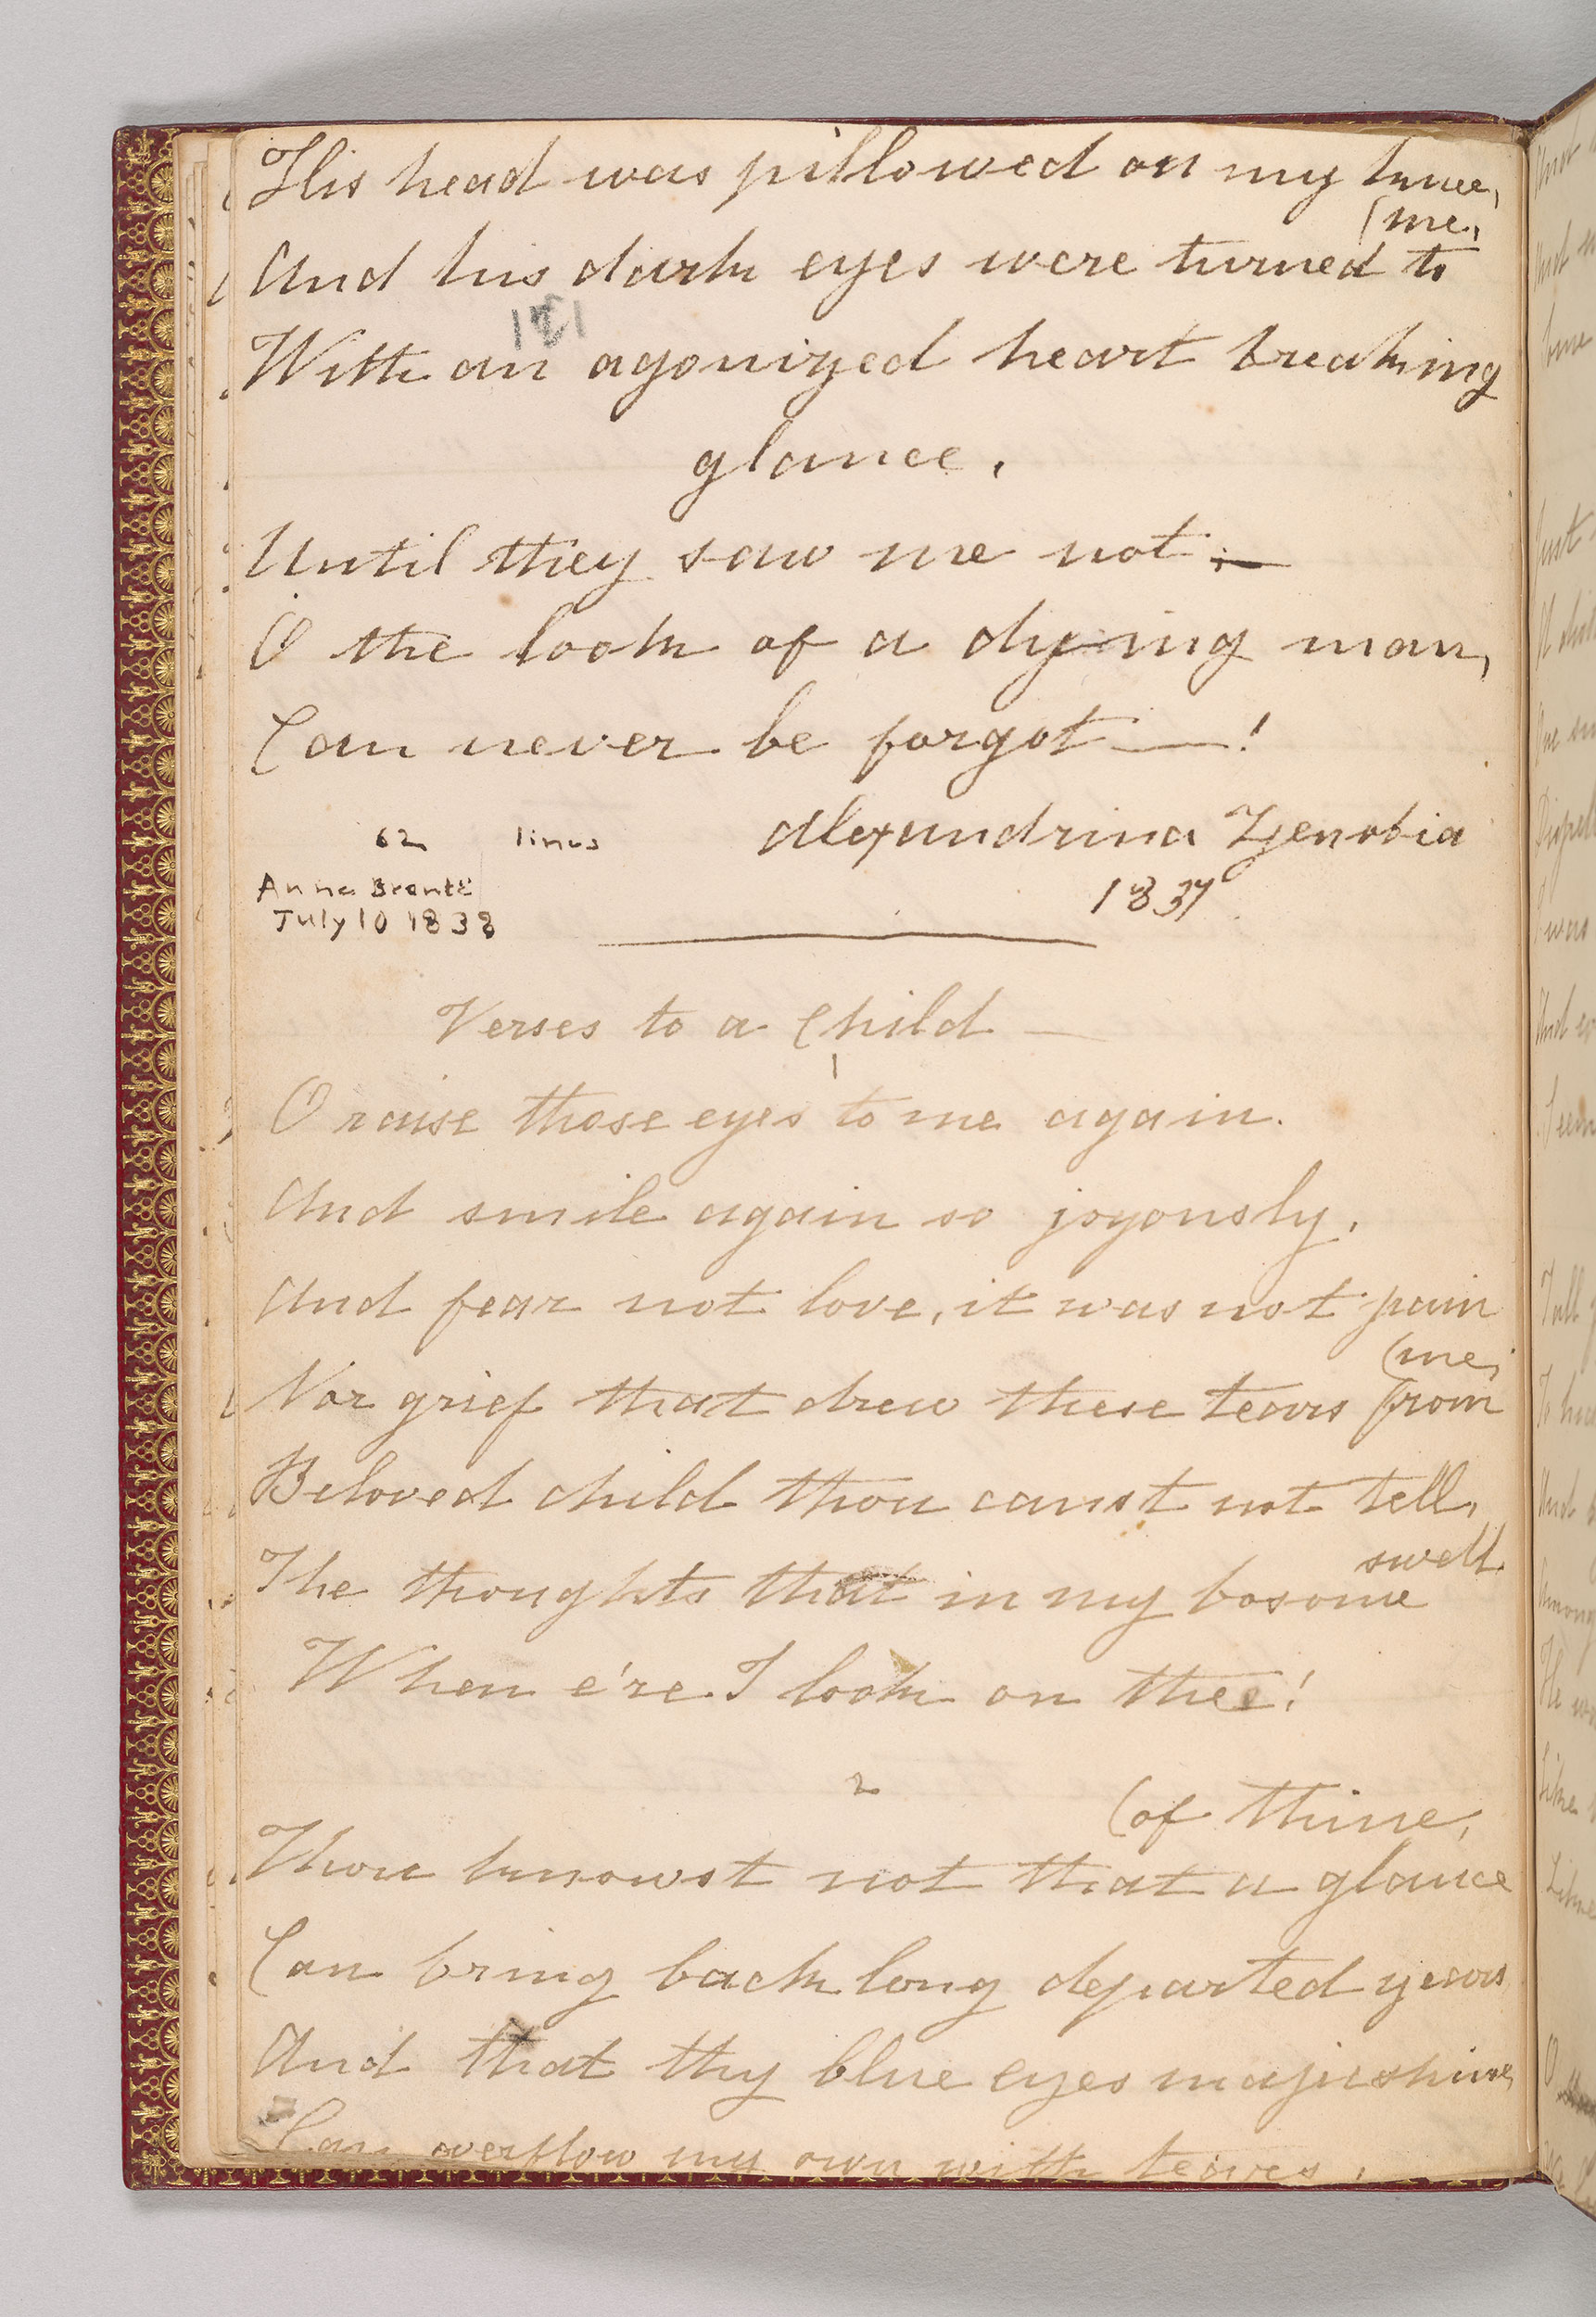 His head was pillowed on my knee,
(me,
And his dark eyes were turned to
With an agonized heart breaking
glance,
Until they saw me not ;—
O the look of a dying man,
Can never be forgot — !
62 lines
Alexandrina Zenobia
Anne Brontë
1837
July 10 1838
Verses to a Child —
1
O raise those eyes to me again.
And smile again so joyously,
And fear not love, it was not pain
(me,
Nor grief that drew these tears from
Beloved child thou canst not tell,
swell
The thoughts that in my bosome
When e're I look on thee!
2
(of thine,
Thou knowst not that a glance
Can bring back long departed years
And that thy blue eyes majic shine,
Can overflow my own with teares,